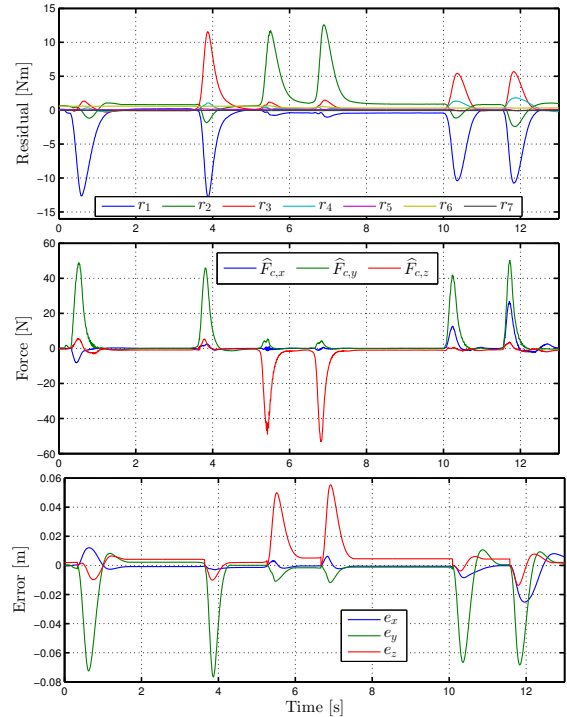 15
10
5
0
−5
−10
−15
Residual [Nm]
r1 r2 r3 r4 r5 r6 r7
0 2 4 6 8 10 12
60
40
20
0
−20
−40
−60
Force [N]
F̂c,x F̂c,y F̂c,z
0 2 4 6 8 10 12
0.06
0.04
0.02
0
−0.02
−0.04
−0.06
−0.08
Error [m]
ex
ey
ez
0 2 4 6 8 10 12
Time [s]